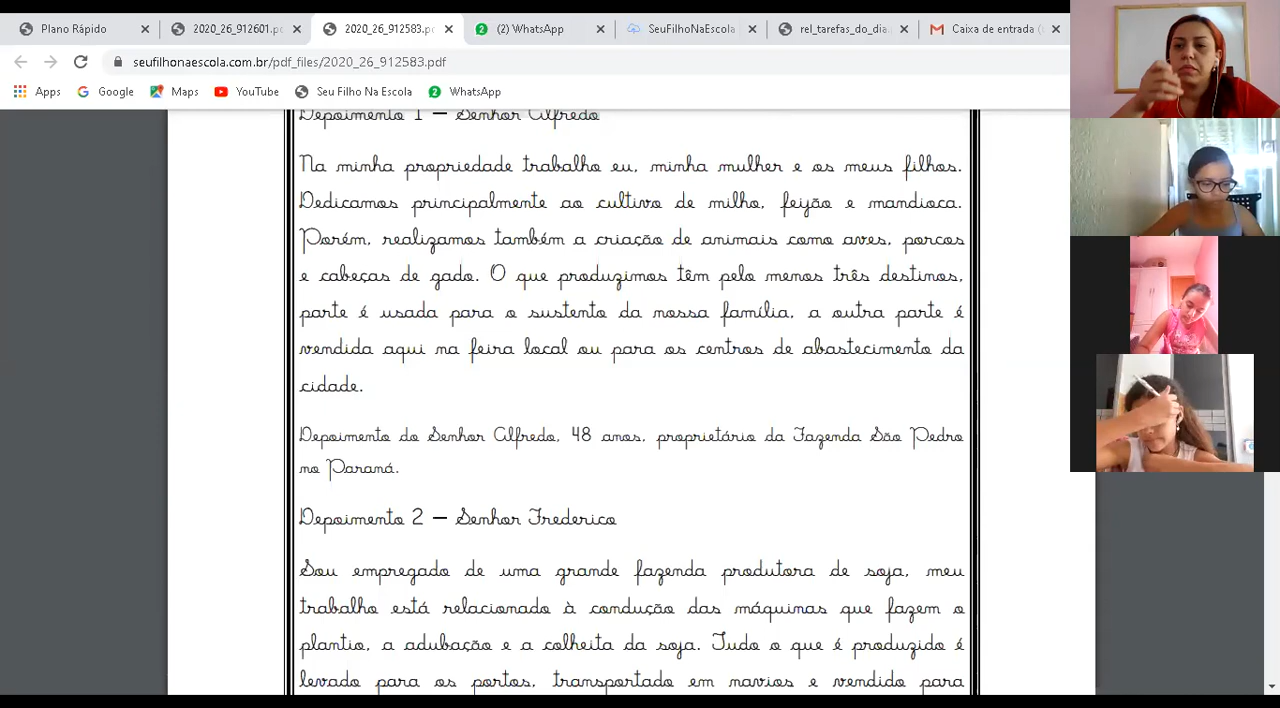 Plano Rápido
2020_26_912601.p
2020_26_912583.p
(2) WhatsApp
SeuFilhoNaEscola
rel_tarefas_do_dia
Caixa de entrada (
seufilhonaescola.com.br/pdf_files/2020_26_912583.pdf
Apps Google Maps YouTube Seu Filho Na Escola WhatsApp
Depoimento 1 – Senhor Alfredo
Na minha propriedade trabalho eu, minha mulher e os meus filhos.
Dedicamos principalmente ao cultivo de milho, feijão e mandioca.
Porém, realizamos também a criação de animais como aves, porcos
e cabeças de gado. O que produzimos têm pelo menos três destinos,
parte é usada para o sustento da nossa família, a outra parte é
vendida aqui na feira local ou para os centros de abastecimento da
cidade.
Depoimento do Senhor Alfredo, 48 anos, proprietário da Fazenda São Pedro
no Paraná.
Depoimento 2 – Senhor Frederico
Sou empregado de uma grande fazenda produtora de soja, meu
trabalho está relacionado à condução das máquinas que fazem o
plantio, a adubação e a colheita da soja. Tudo o que é produzido é
levado para os portos, transportado em navios e vendido para